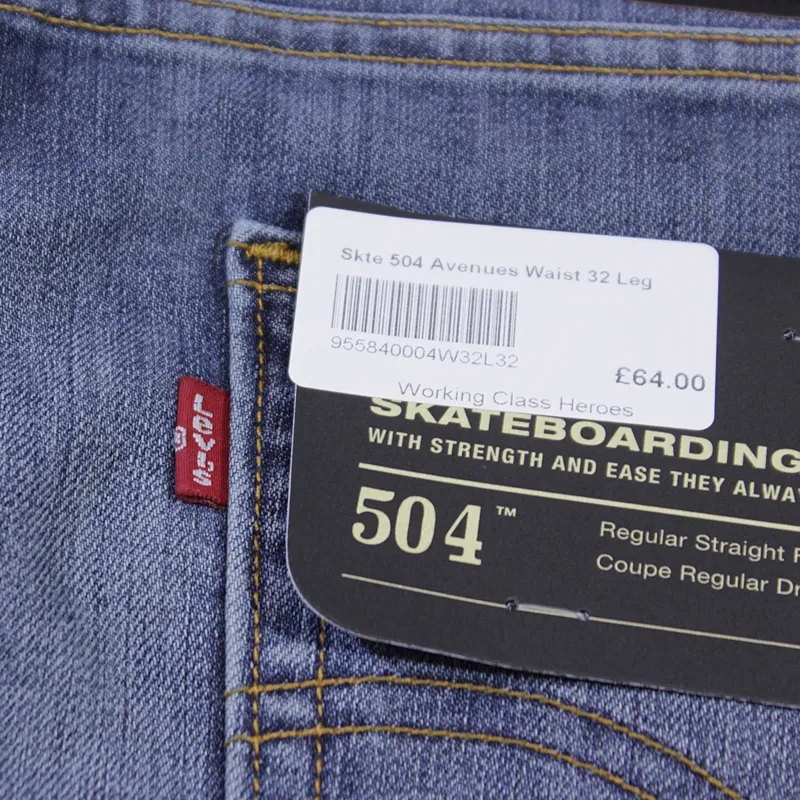 Skte 504 Avenues Waist 32 Leg
955840004W32L32
£64.00
Working Class Heroes
SKATEBOARDING
WITH STRENGTH AND EASE THEY ALWA
504™
Regular Straight F
Coupe Regular Dr
Levi's
®